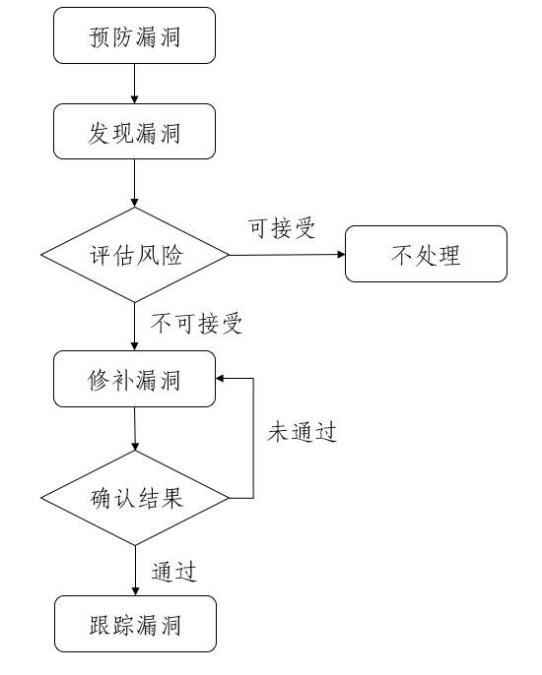 预防漏洞
发现漏洞
评估风险
可接受
不处理
不可接受
修补漏洞
未通过
确认结果
通过
跟踪漏洞